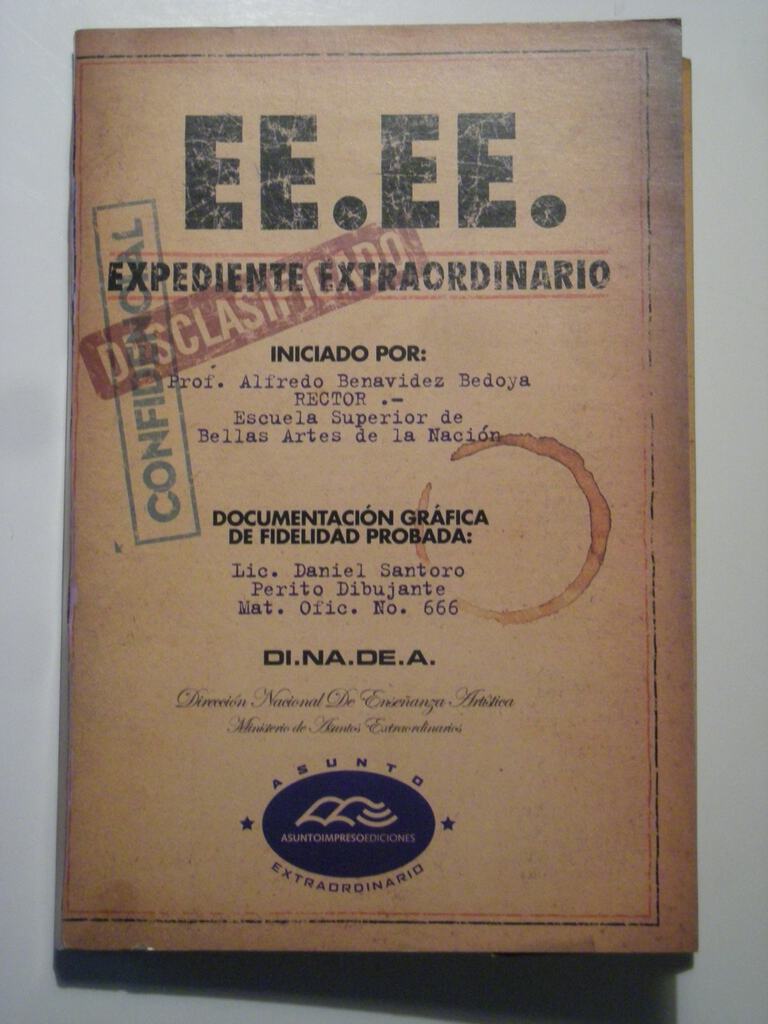 EE.EE.
EXPEDIENTE EXTRAORDINARIO
DESCLASIFICADO
CONFIDENCIAL
INICIADO POR:
Prof. Alfredo Benavidez Bedoya
RECTOR .-
Escuela Superior de
Bellas Artes de la Nación
DOCUMENTACIÓN GRÁFICA
DE FIDELIDAD PROBADA:
Lic. Daniel Santoro
Perito Dibujante
Mat. Ofic. No. 666
DI.NA.DE.A.
Dirección Nacional De Enseñanza Artística
Ministerio de Asuntos Extraordinarios
ASUNTO
ASUNTOIMPRESOEDICIONES
EXTRAORDINARIO